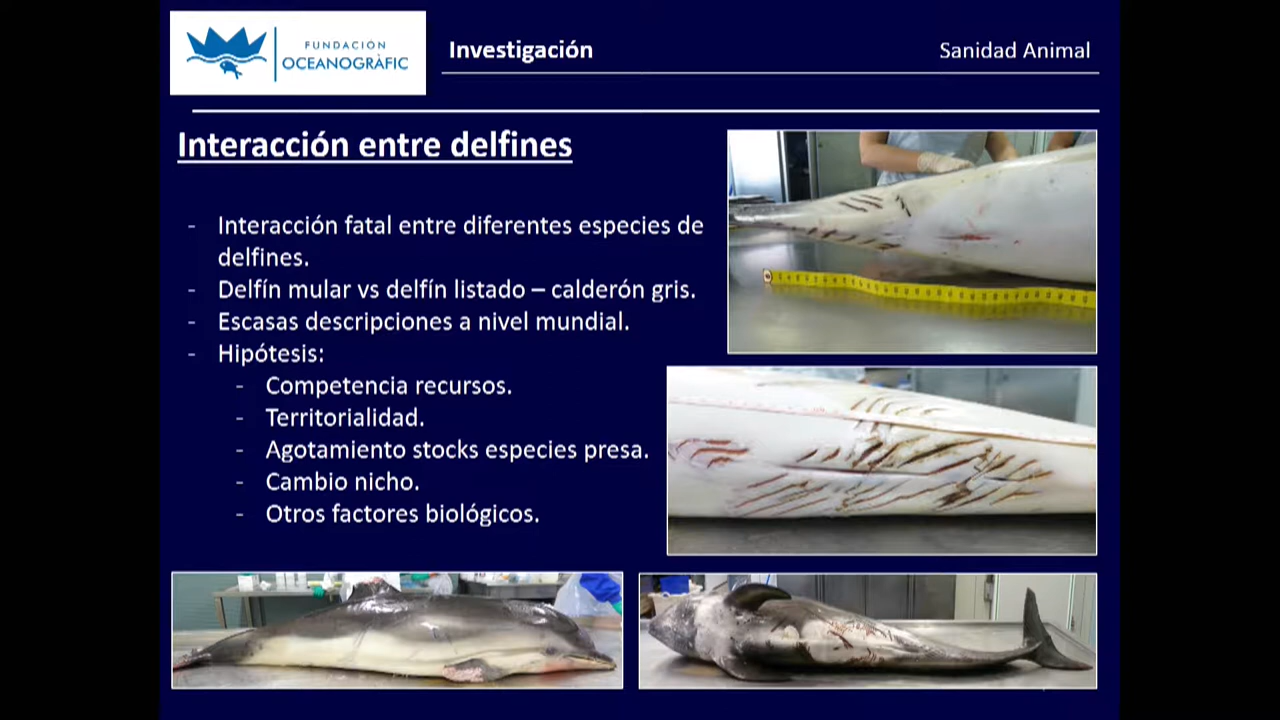 FUNDACIÓN
OCEANOGRÀFIC
Investigación
Sanidad Animal
Interacción entre delfines
- Interacción fatal entre diferentes especies de
delfines.
- Delfín mular vs delfín listado – calderón gris.
- Escasas descripciones a nivel mundial.
- Hipótesis:
- Competencia recursos.
- Territorialidad.
- Agotamiento stocks especies presa.
- Cambio nicho.
- Otros factores biológicos.